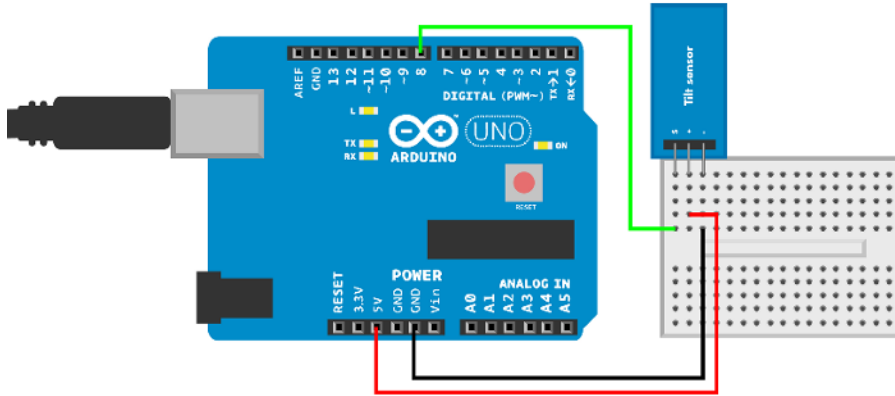 AREF GND 13 12 ~11 ~10 ~9 8 7 ~6 ~5 4 ~3 2 TX→1 RX←0
DIGITAL (PWM~)
L
TX
RX
ARDUINO
™
UNO
ON
RESET
Tilt sensor
S + -
POWER
RESET 3.3V 5V GND GND Vin
ANALOG IN
A0 A1 A2 A3 A4 A5